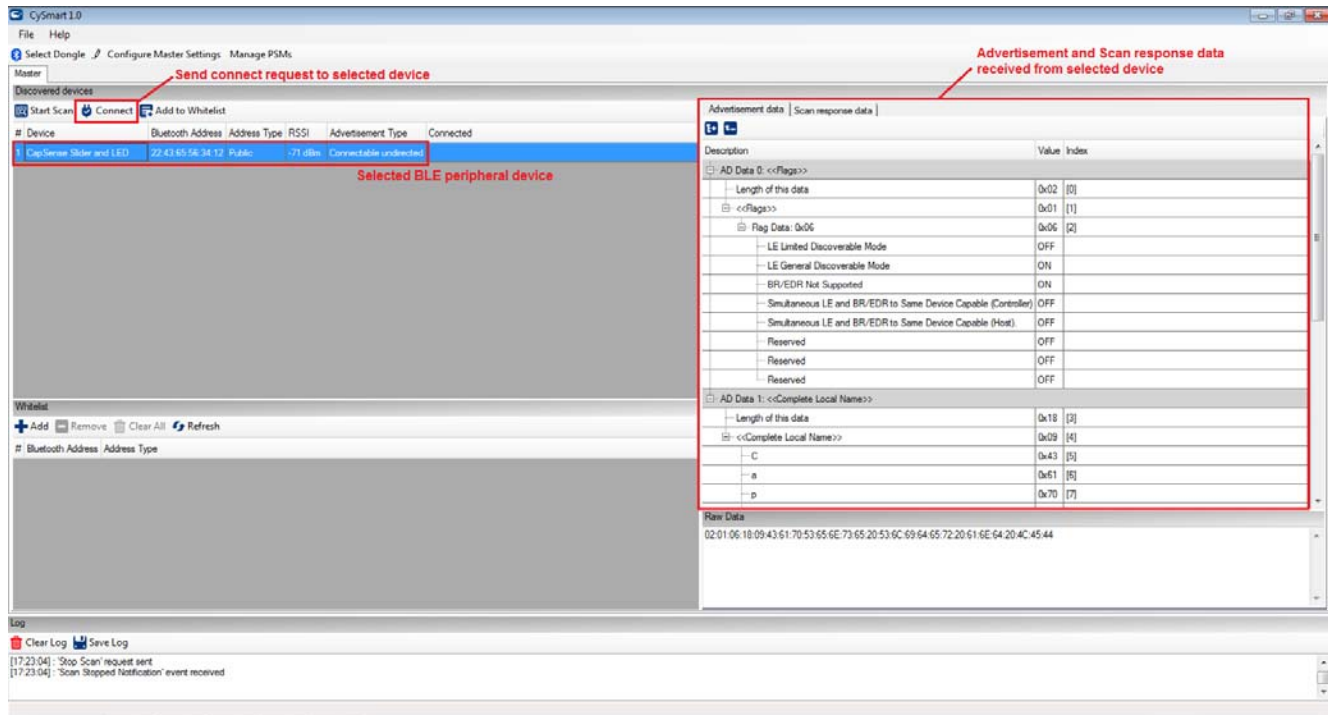 CySmart 1.0
File Help
Select Dongle Configure Master Settings Manage PSMs
Master
Send connect request to selected device
Advertisement and Scan response data
received from selected device
Discovered devices
Start Scan Connect Add to Whitelist
# Device Bluetooth Address Address Type RSSI Advertisement Type Connected
1 CapSense Slider and LED 22:43:65:56:34:12 Public -71 dBm Connectable undirected
Selected BLE peripheral device
Advertisement data Scan response data
Description Value Index
AD Data 0: <<Flags>>
Length of this data 0x02 [0]
<<Flags>> 0x01 [1]
Flag Data: 0x06 0x06 [2]
LE Limited Discoverable Mode OFF
LE General Discoverable Mode ON
BR/EDR Not Supported ON
Simultaneous LE and BR/EDR to Same Device Capable (Controller) OFF
Simultaneous LE and BR/EDR to Same Device Capable (Host). OFF
Reserved OFF
Reserved OFF
Reserved OFF
AD Data 1: <<Complete Local Name>>
Length of this data 0x18 [3]
<<Complete Local Name>> 0x09 [4]
C 0x43 [5]
a 0x61 [6]
p 0x70 [7]
Whitelist
Add Remove Clear All Refresh
# Bluetooth Address Address Type
Raw Data
02:01:06:18:09:43:61:70:53:65:6E:73:65:20:53:6C:69:64:65:72:20:61:6E:64:20:4C:45:44
Log
Clear Log Save Log
[17:23:04] : 'Stop Scan' request sent
[17:23:04] : 'Scan Stopped Notification' event received